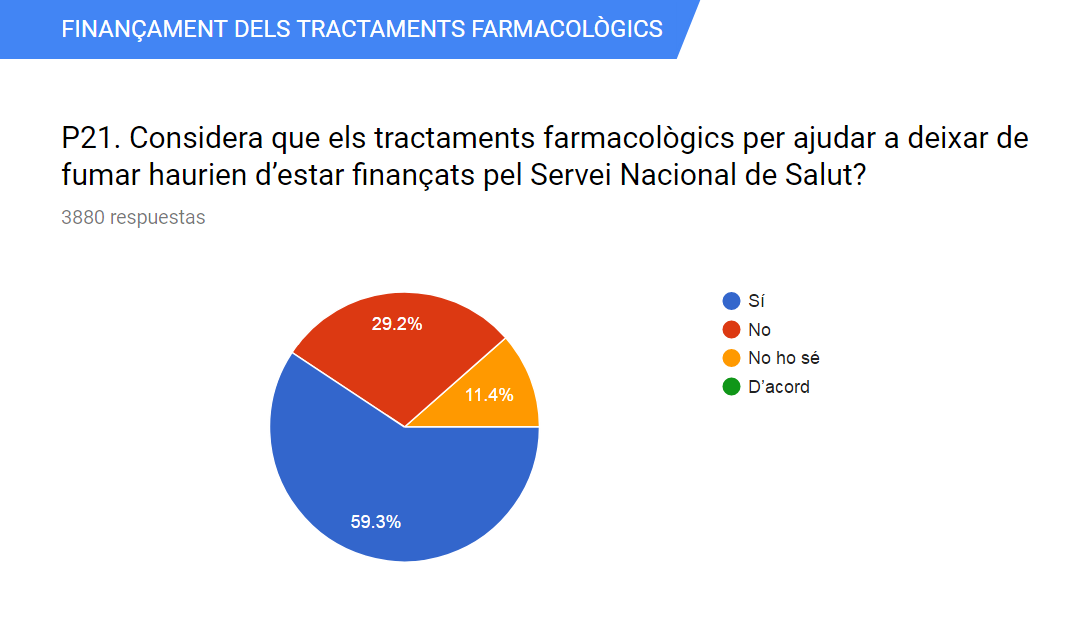 FINANÇAMENT DELS TRACTAMENTS FARMACOLÒGICS
P21. Considera que els tractaments farmacològics per ajudar a deixar de
fumar haurien d’estar finançats pel Servei Nacional de Salut?
3880 respuestas
29.2%
11.4%
59.3%
Sí
No
No ho sé
D’acord